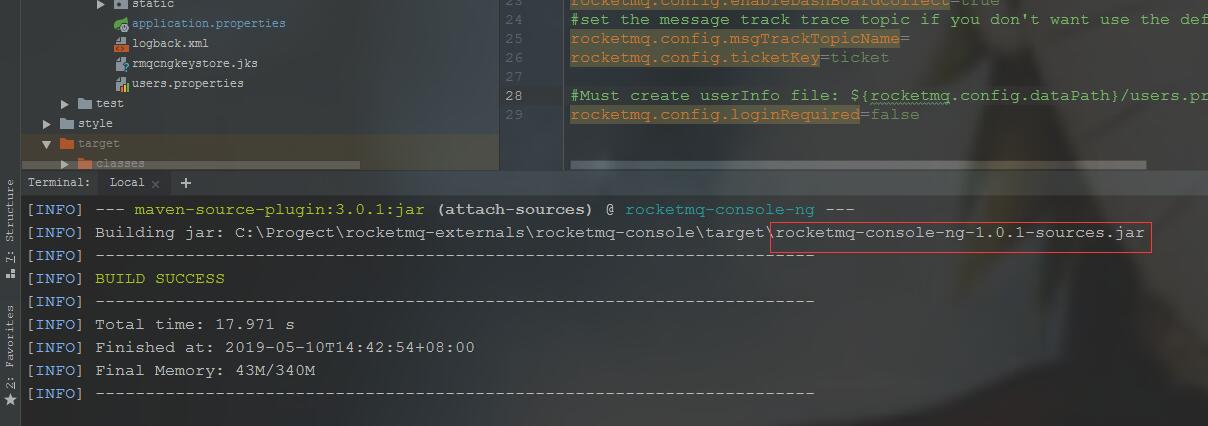 static
application.properties
logback.xml
rmqcngkeystore.jks
users.properties
test
style
target
classes
23 rocketmq.config.enableDashBoardCollect=true
24 #set the message track trace topic if you don't want use the def
25 rocketmq.config.msgTrackTopicName=
26 rocketmq.config.ticketKey=ticket
28 #Must create userInfo file: ${rocketmq.config.dataPath}/users.pr
29 rocketmq.config.loginRequired=false
7: Structure
2: Favorites
Terminal: Local × +
[INFO] --- maven-source-plugin:3.0.1:jar (attach-sources) @ rocketmq-console-ng ---
[INFO] Building jar: C:\Progect\rocketmq-externals\rocketmq-console\target\rocketmq-console-ng-1.0.1-sources.jar
[INFO] ------------------------------------------------------------------------
[INFO] BUILD SUCCESS
[INFO] ------------------------------------------------------------------------
[INFO] Total time: 17.971 s
[INFO] Finished at: 2019-05-10T14:42:54+08:00
[INFO] Final Memory: 43M/340M
[INFO] ------------------------------------------------------------------------